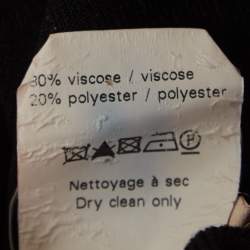 80% viscose / viscose
20% polyester / polyester
P
Nettoyage à sec
Dry clean only